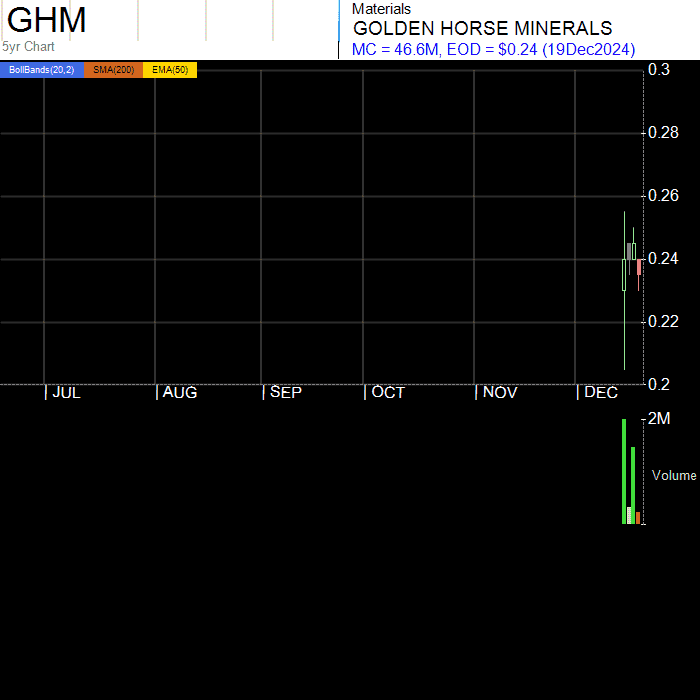 GHM
5yr Chart
Materials
GOLDEN HORSE MINERALS
MC = 46.6M, EOD = $0.24 (19Dec2024)
BollBands(20,2) SMA(200) EMA(50)
0.3
0.28
0.26
0.24
0.22
0.2
| JUL | AUG | SEP | OCT | NOV | DEC
2M
Volume